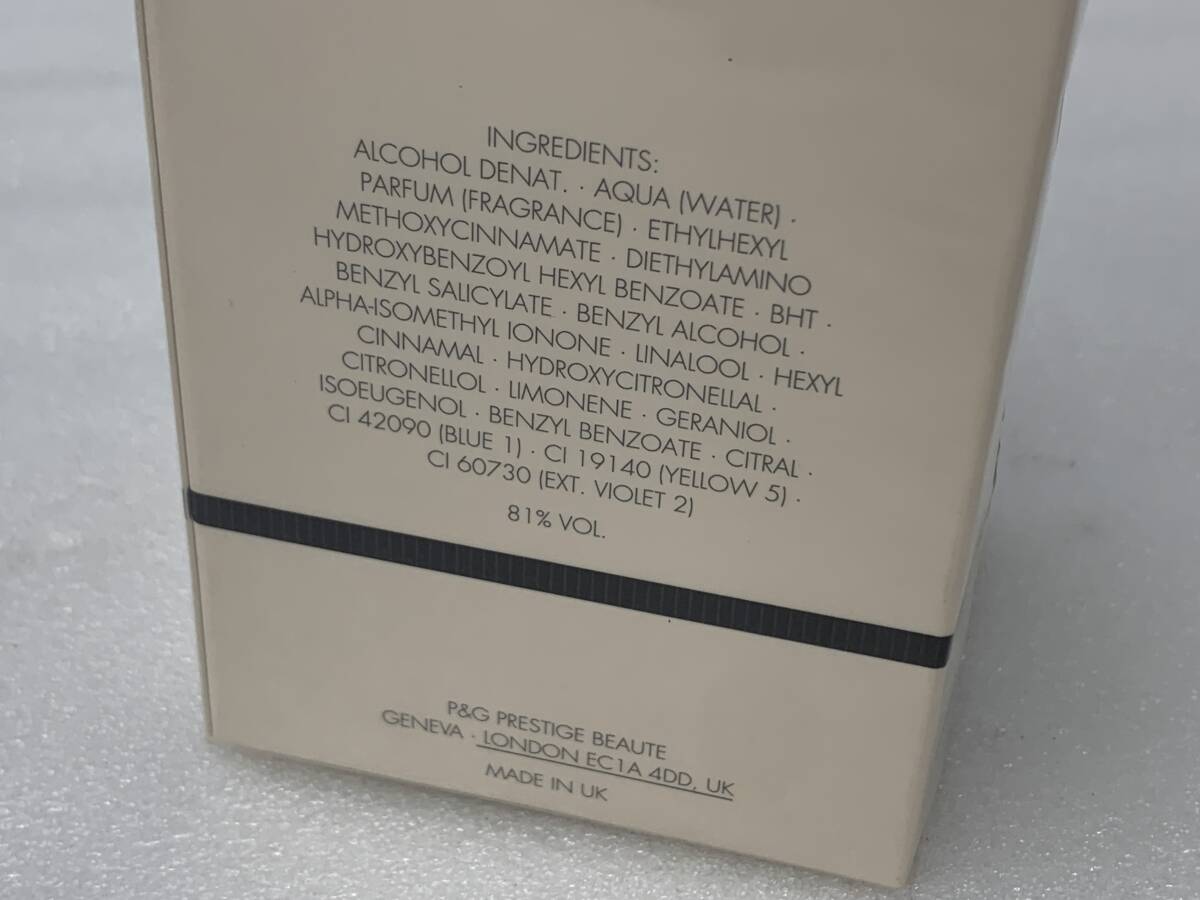 INGREDIENTS:
ALCOHOL DENAT. · AQUA (WATER) ·
PARFUM (FRAGRANCE) · ETHYLHEXYL
METHOXYCINNAMATE · DIETHYLAMINO
HYDROXYBENZOYL HEXYL BENZOATE · BHT ·
BENZYL SALICYLATE · BENZYL ALCOHOL ·
ALPHA-ISOMETHYL IONONE · LINALOOL · HEXYL
CINNAMAL · HYDROXYCITRONELLAL ·
CITRONELLOL · LIMONENE · GERANIOL ·
ISOEUGENOL · BENZYL BENZOATE · CITRAL ·
CI 42090 (BLUE 1) · CI 19140 (YELLOW 5) ·
CI 60730 (EXT. VIOLET 2)
81% VOL.
P&G PRESTIGE BEAUTE
GENEVA · LONDON EC1A 4DD, UK
MADE IN UK